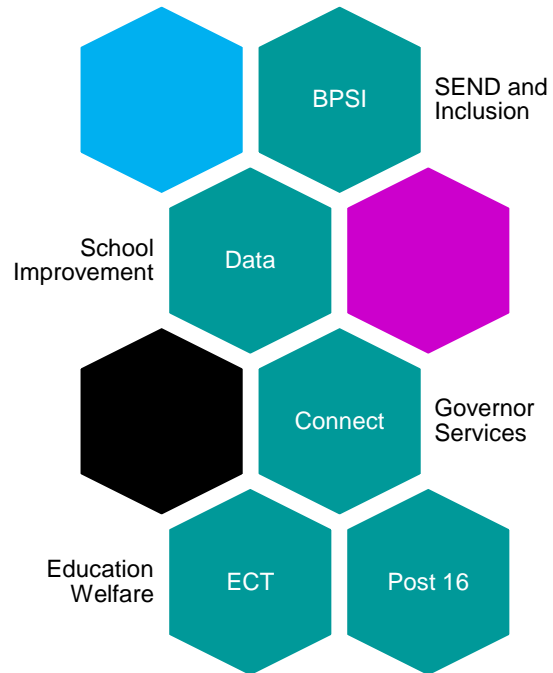 BPSI
SEND and
Inclusion
School
Improvement
Data
Connect
Governor
Services
Education
Welfare
ECT
Post 16